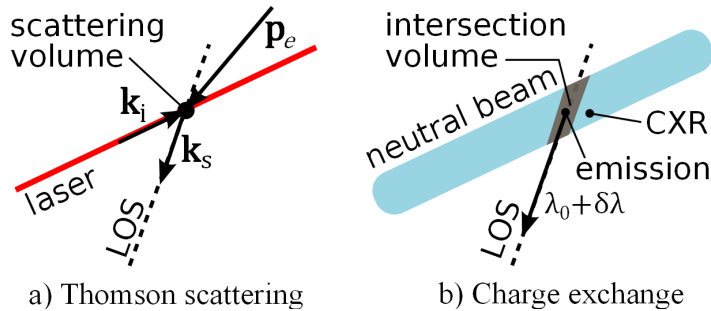 scattering
volume
p_e
k_i
k_s
laser
LOS
a) Thomson scattering
intersection
volume
neutral beam
CXR
emission
λ₀+δλ
LOS
b) Charge exchange